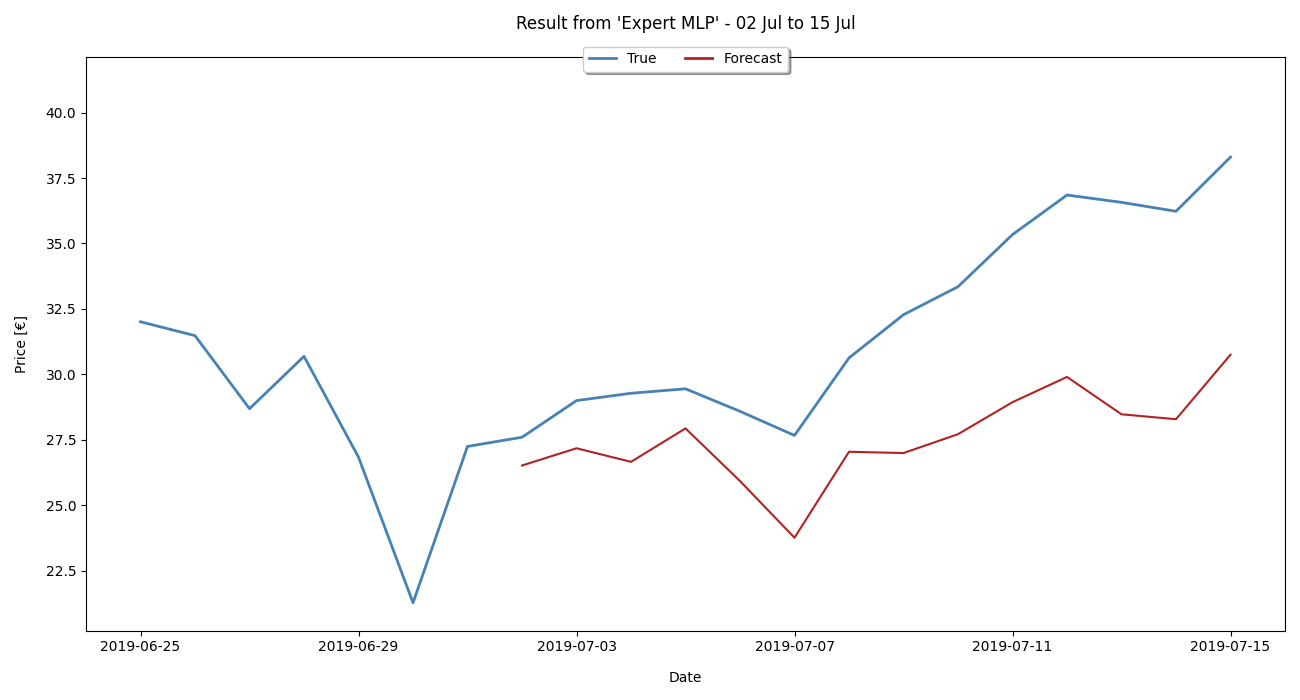 Result from 'Expert MLP' - 02 Jul to 15 Jul
True Forecast
40.0
37.5
35.0
32.5
30.0
27.5
25.0
22.5
Price [€]
2019-06-25 2019-06-29 2019-07-03 2019-07-07 2019-07-11 2019-07-15
Date